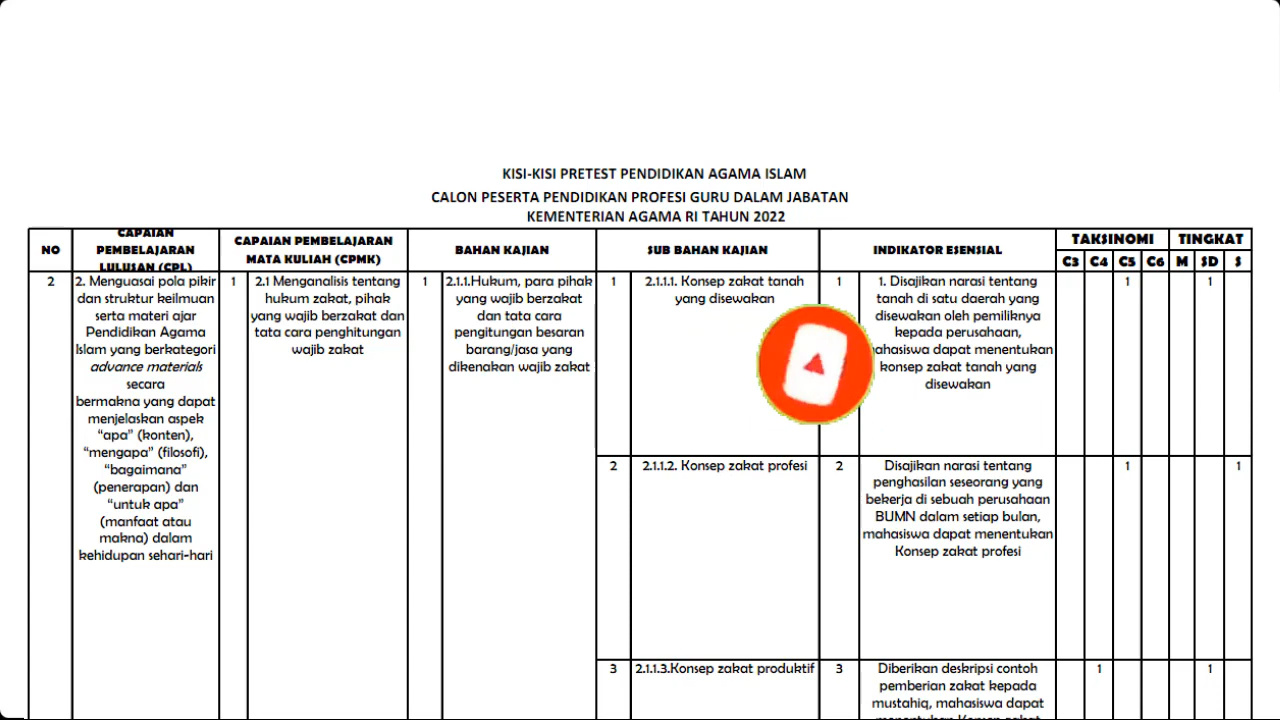 KISI-KISI PRETEST PENDIDIKAN AGAMA ISLAM
CALON PESERTA PENDIDIKAN PROFESI GURU DALAM JABATAN
KEMENTERIAN AGAMA RI TAHUN 2022
NO
CAPAIAN
PEMBELAJARAN
LULUSAN (CPL)
CAPAIAN PEMBELAJARAN
MATA KULIAH (CPMK)
BAHAN KAJIAN
SUB BAHAN KAJIAN
INDIKATOR ESENSIAL
TAKSINOMI
TINGKAT
C3 C4 C5 C6 M SD S
2
2. Menguasai pola pikir
dan struktur keilmuan
serta materi ajar
Pendidikan Agama
Islam yang berkategori
advance materials
secara
bermakna yang dapat
menjelaskan aspek
“apa” (konten),
“mengapa” (filosofi),
“bagaimana”
(penerapan) dan
“untuk apa”
(manfaat atau
makna) dalam
kehidupan sehari-hari
1
2.1 Menganalisis tentang
hukum zakat, pihak
yang wajib berzakat dan
tata cara penghitungan
wajib zakat
1
2.1.1.Hukum, para pihak
yang wajib berzakat
dan tata cara
pengitungan besaran
barang/jasa yang
dikenakan wajib zakat
1
2.1.1.1. Konsep zakat tanah
yang disewakan
1
1. Disajikan narasi tentang
tanah di satu daerah yang
disewakan oleh pemiliknya
kepada perusahaan,
dapat menentukan
konsep zakat tanah yang
disewakan
1
1
2
2.1.1.2. Konsep zakat profesi
2
Disajikan narasi tentang
penghasilan seseorang yang
bekerja di sebuah perusahaan
BUMN dalam setiap bulan,
mahasiswa dapat menentukan
Konsep zakat profesi
1
1
3
2.1.1.3.Konsep zakat produktif
3
Diberikan deskripsi contoh
pemberian zakat kepada
mustahiq, mahasiswa dapat
1
1